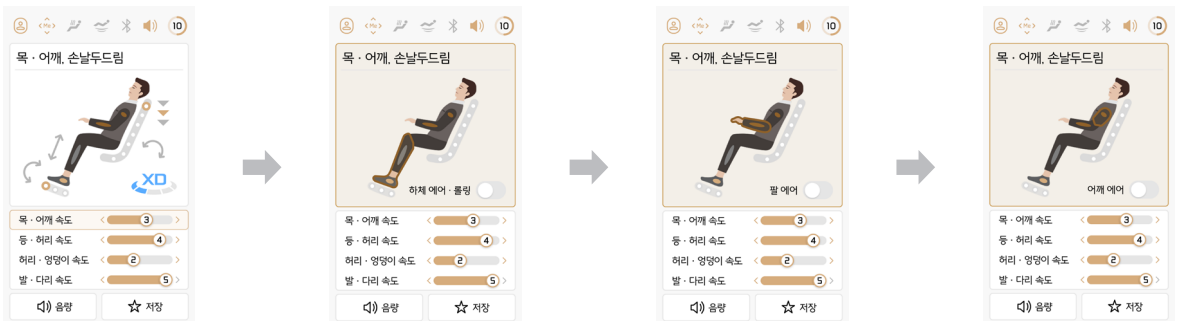 Me 10
목 · 어깨, 손날두드림
XD
목 · 어깨 속도 3
등 · 허리 속도 4
허리 · 엉덩이 속도 2
발 · 다리 속도 5
음량 저장
Me 10
목 · 어깨, 손날두드림
하체 에어 · 롤링
목 · 어깨 속도 3
등 · 허리 속도 4
허리 · 엉덩이 속도 2
발 · 다리 속도 5
음량 저장
Me 10
목 · 어깨, 손날두드림
팔 에어
목 · 어깨 속도 3
등 · 허리 속도 4
허리 · 엉덩이 속도 2
발 · 다리 속도 5
음량 저장
Me 10
목 · 어깨, 손날두드림
어깨 에어
목 · 어깨 속도 3
등 · 허리 속도 4
허리 · 엉덩이 속도 2
발 · 다리 속도 5
음량 저장